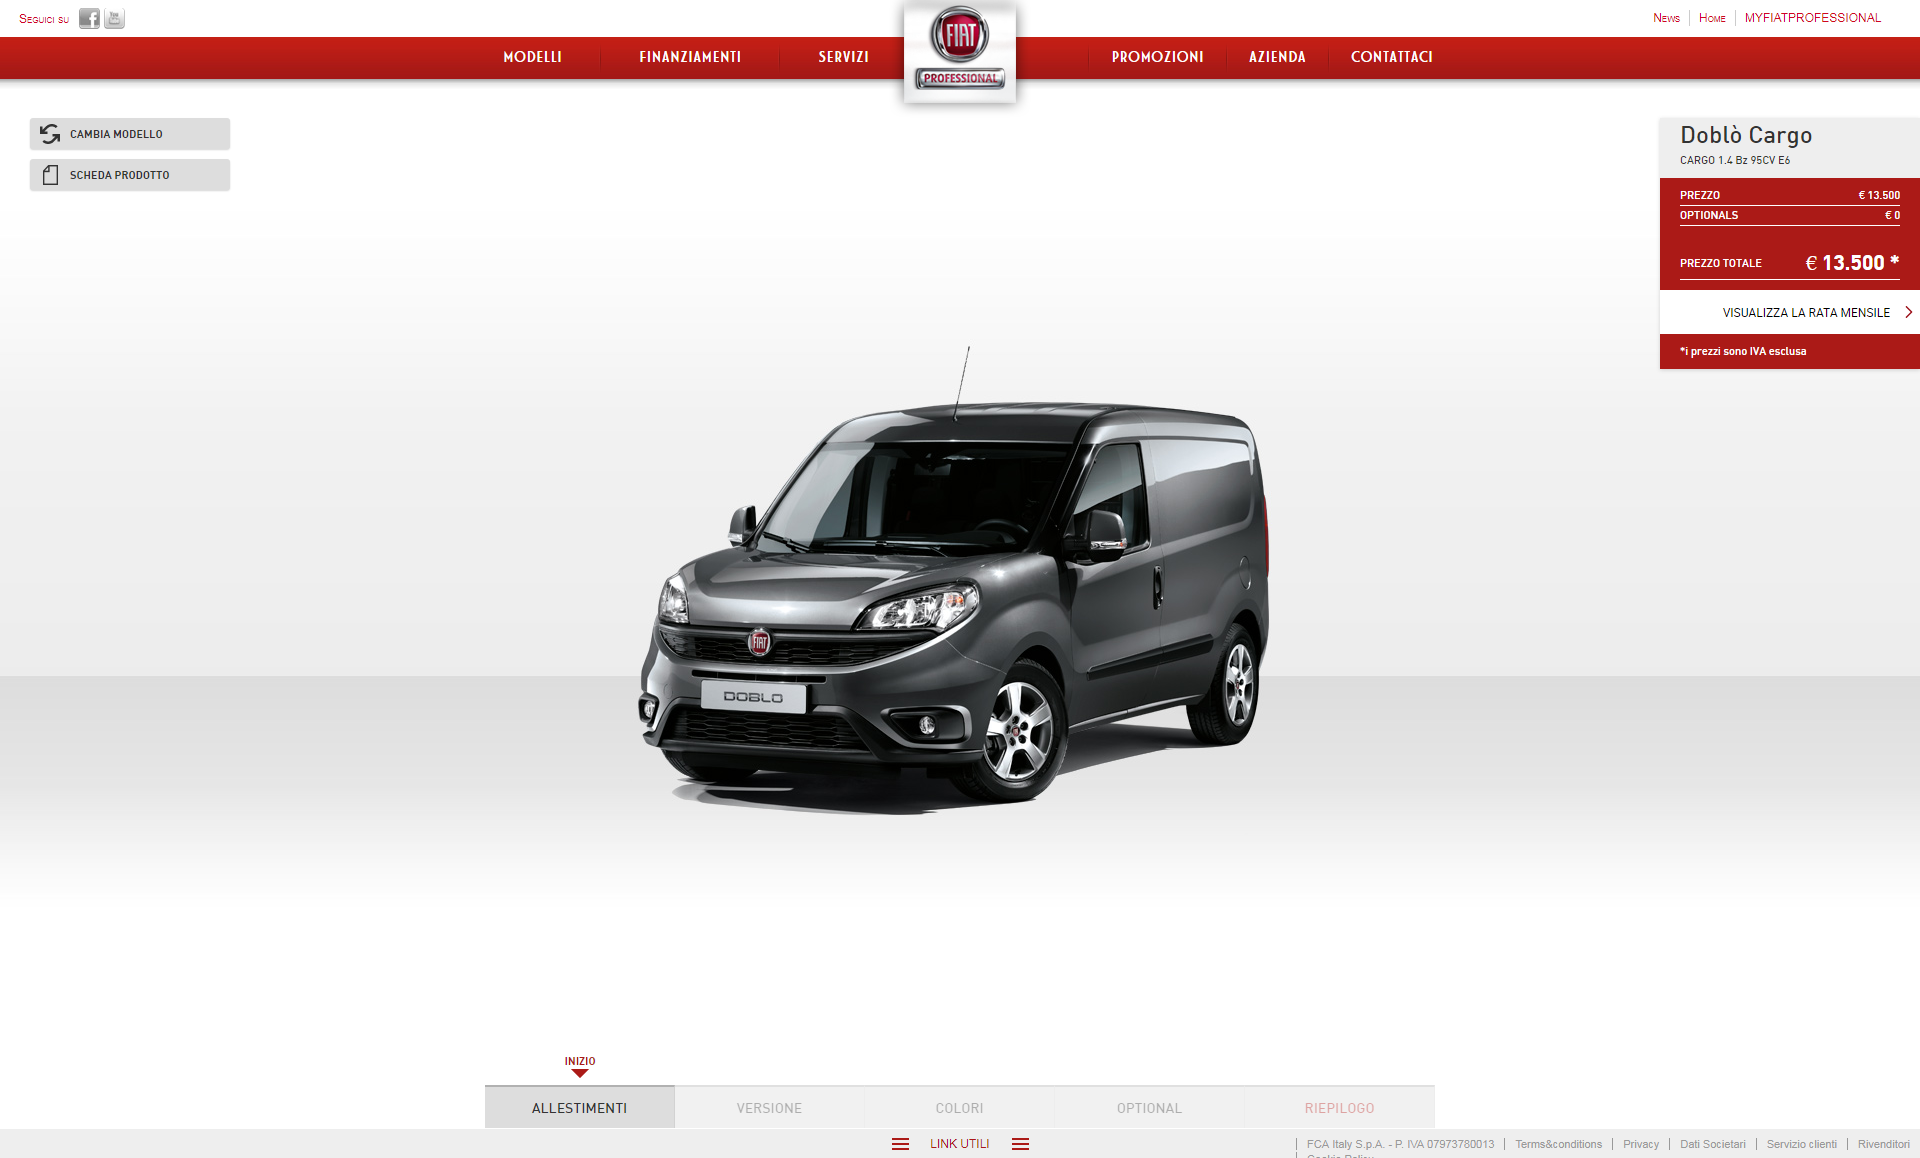 Seguici su
News
Home
MYFIATPROFESSIONAL
MODELLI
FINANZIAMENTI
SERVIZI
FIAT
PROFESSIONAL
PROMOZIONI
AZIENDA
CONTATTACI
CAMBIA MODELLO
SCHEDA PRODOTTO
Doblò Cargo
CARGO 1.4 Bz 95CV E6
PREZZO € 13.500
OPTIONALS € 0
PREZZO TOTALE € 13.500 *
VISUALIZZA LA RATA MENSILE
*i prezzi sono IVA esclusa
FIAT
DOBLO
INIZIO
ALLESTIMENTI
VERSIONE
COLORI
OPTIONAL
RIEPILOGO
LINK UTILI
FCA Italy S.p.A. - P. IVA 07973780013
Terms&conditions
Privacy
Dati Societari
Servizio clienti
Rivenditori
Cookie Policy